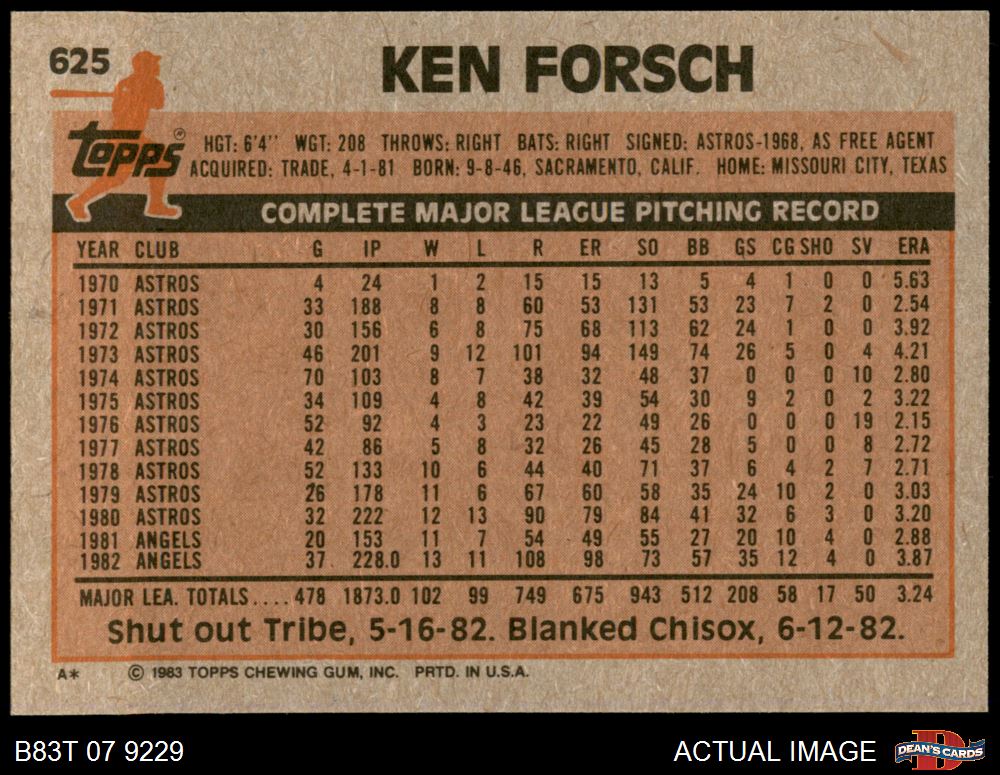 625
KEN FORSCH
Topps ®
HGT: 6'4'' WGT: 208 THROWS: RIGHT BATS: RIGHT SIGNED: ASTROS-1968, AS FREE AGENT
ACQUIRED: TRADE, 4-1-81 BORN: 9-8-46, SACRAMENTO, CALIF. HOME: MISSOURI CITY, TEXAS
COMPLETE MAJOR LEAGUE PITCHING RECORD
YEAR CLUB G IP W L R ER SO BB GS CG SHO SV ERA
1970 ASTROS 4 24 1 2 15 15 13 5 4 1 0 0 5.63
1971 ASTROS 33 188 8 8 60 53 131 53 23 7 2 0 2.54
1972 ASTROS 30 156 6 8 75 68 113 62 24 1 0 0 3.92
1973 ASTROS 46 201 9 12 101 94 149 74 26 5 0 4 4.21
1974 ASTROS 70 103 8 7 38 32 48 37 0 0 0 10 2.80
1975 ASTROS 34 109 4 8 42 39 54 30 9 2 0 2 3.22
1976 ASTROS 52 92 4 3 23 22 49 26 0 0 0 19 2.15
1977 ASTROS 42 86 5 8 32 26 45 28 5 0 0 8 2.72
1978 ASTROS 52 133 10 6 44 40 71 37 6 4 2 7 2.71
1979 ASTROS 26 178 11 6 67 60 58 35 24 10 2 0 3.03
1980 ASTROS 32 222 12 13 90 79 84 41 32 6 3 0 3.20
1981 ANGELS 20 153 11 7 54 49 55 27 20 10 4 0 2.88
1982 ANGELS 37 228.0 13 11 108 98 73 57 35 12 4 0 3.87
MAJOR LEA. TOTALS.... 478 1873.0 102 99 749 675 943 512 208 58 17 50 3.24
Shut out Tribe, 5-16-82. Blanked Chisox, 6-12-82.
A* © 1983 TOPPS CHEWING GUM, INC. PRTD. IN U.S.A.
B83T 07 9229 ACTUAL IMAGE DEAN'S CARDS